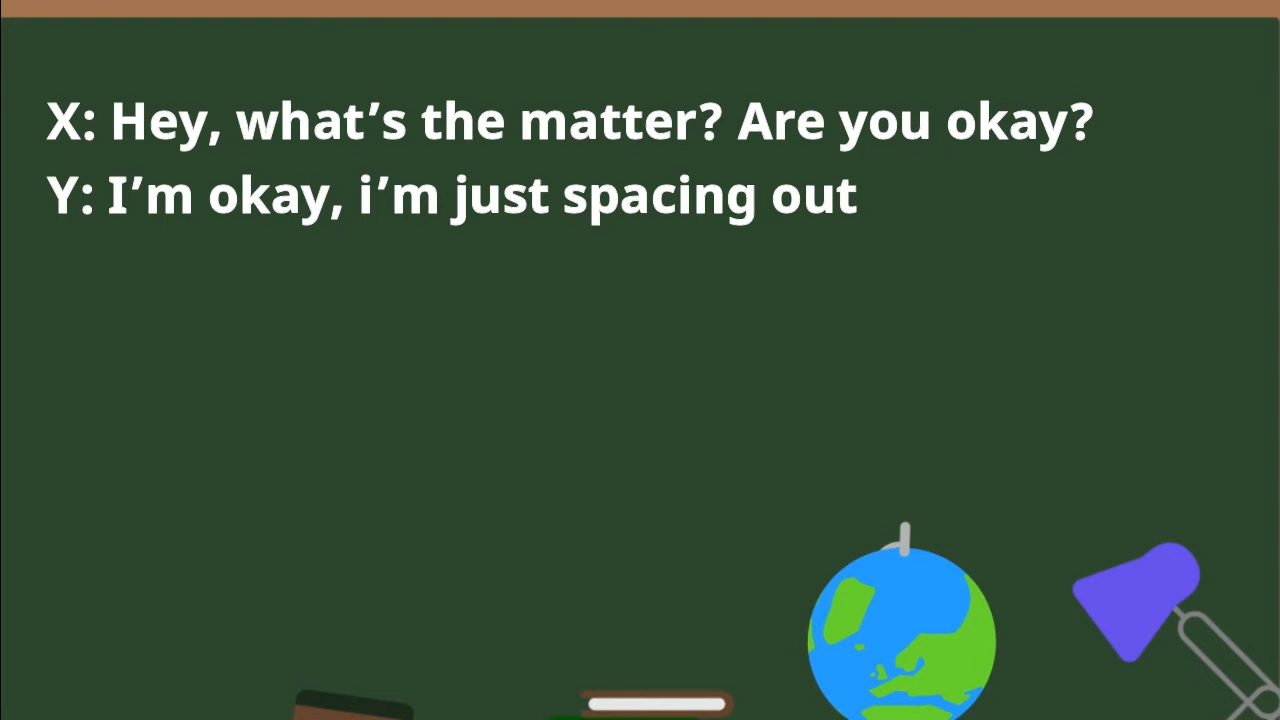 X: Hey, what’s the matter? Are you okay?
Y: I’m okay, i’m just spacing out